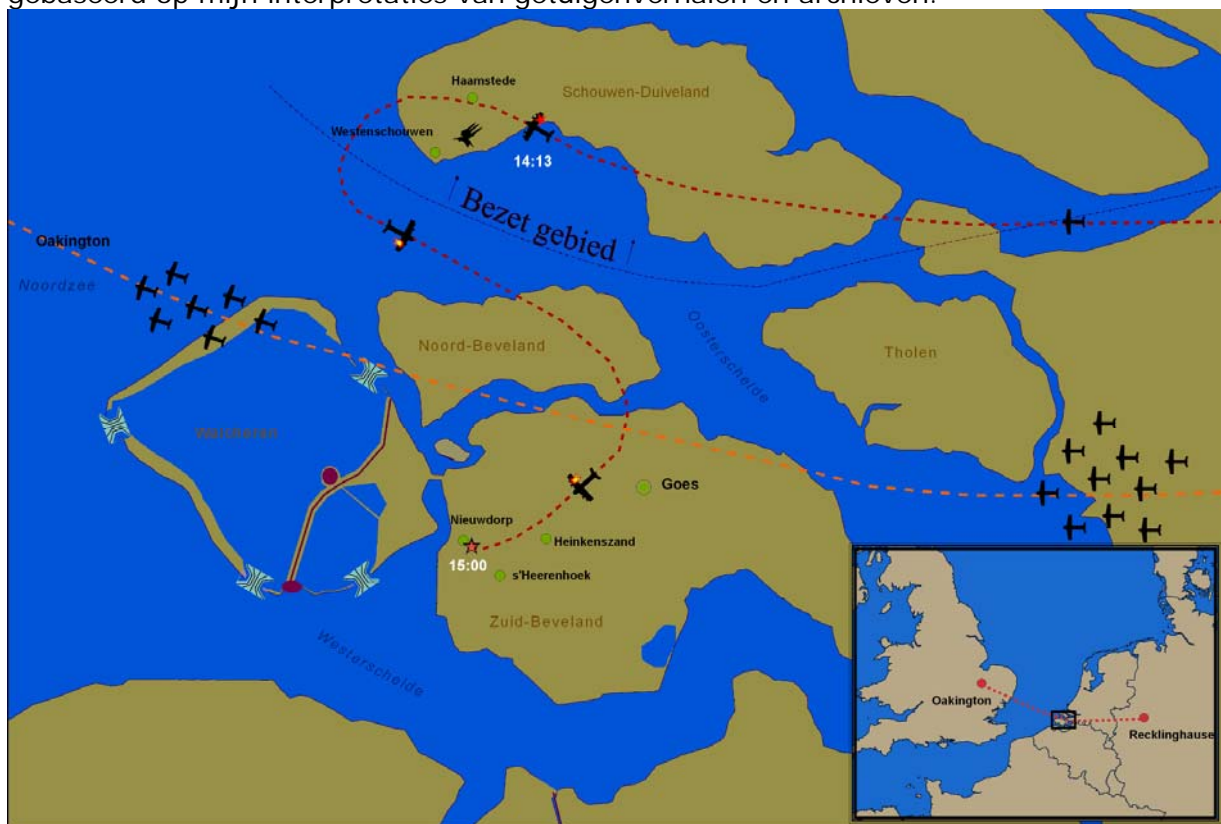 gebaseerd op mijn interpretaties van getuigenverhalen en archieven.
Haamstede
Schouwen-Duiveland
Westenschouwen
14:13
Bezet gebied
Oakington
Noordzee
Noord-Beveland
Oosterschelde
Tholen
Walcheren
Goes
Nieuwdorp
Heinkenszand
15:00
s'Heerenhoek
Zuid-Beveland
Westerschelde
Oakington
Recklinghause